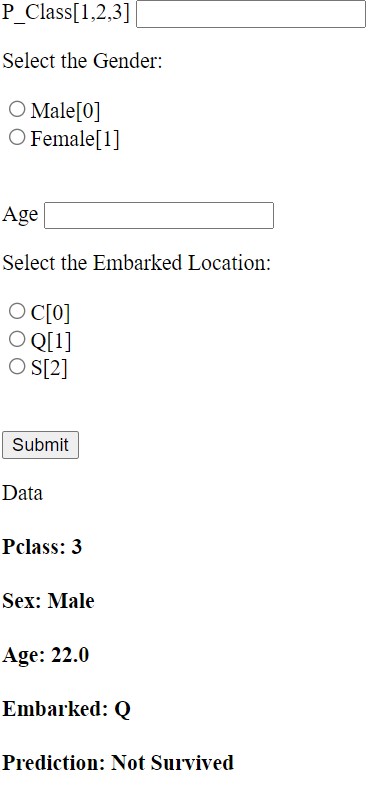 P_Class[1,2,3]
Select the Gender:
Male[0]
Female[1]
Age
Select the Embarked Location:
C[0]
Q[1]
S[2]
Submit
Data
Pclass: 3
Sex: Male
Age: 22.0
Embarked: Q
Prediction: Not Survived